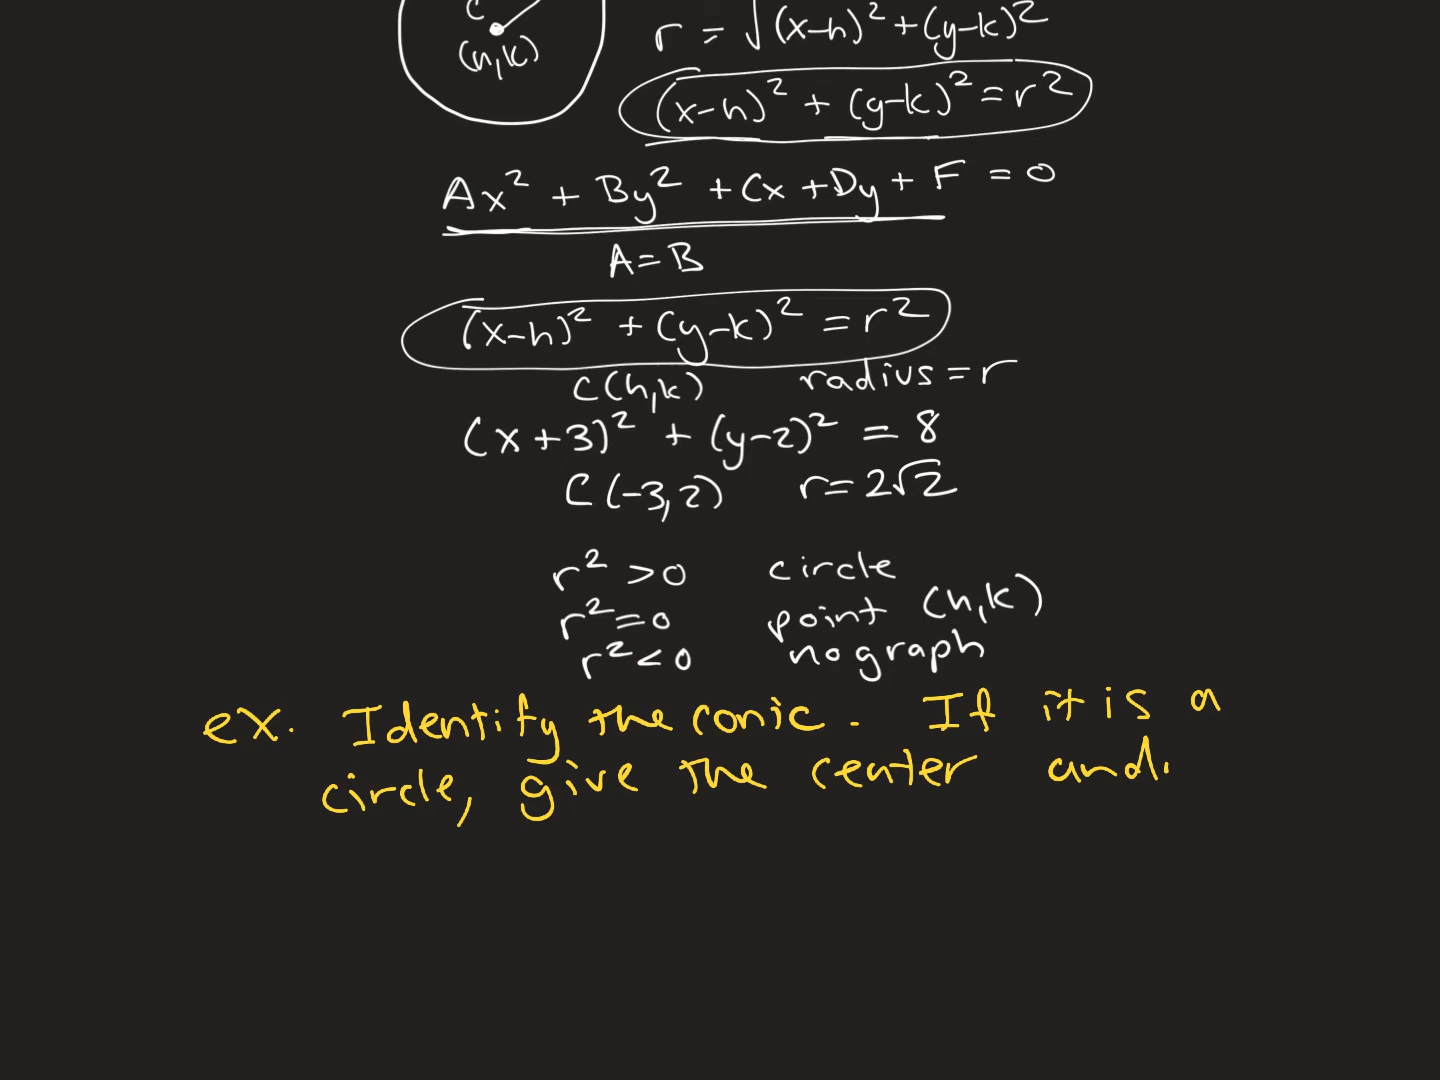 C
(h,k)
r = √(x-h)² + (y-k)²
(x-h)² + (y-k)² = r²
Ax² + By² + Cx + Dy + F = 0
A = B
(x-h)² + (y-k)² = r²
C(h,k) radius = r
(x+3)² + (y-2)² = 8
C(-3,2) r = 2√2
r² > 0 circle
r² = 0 point (h,k)
r² < 0 no graph
ex. Identify the conic. If it is a
circle, give the center and